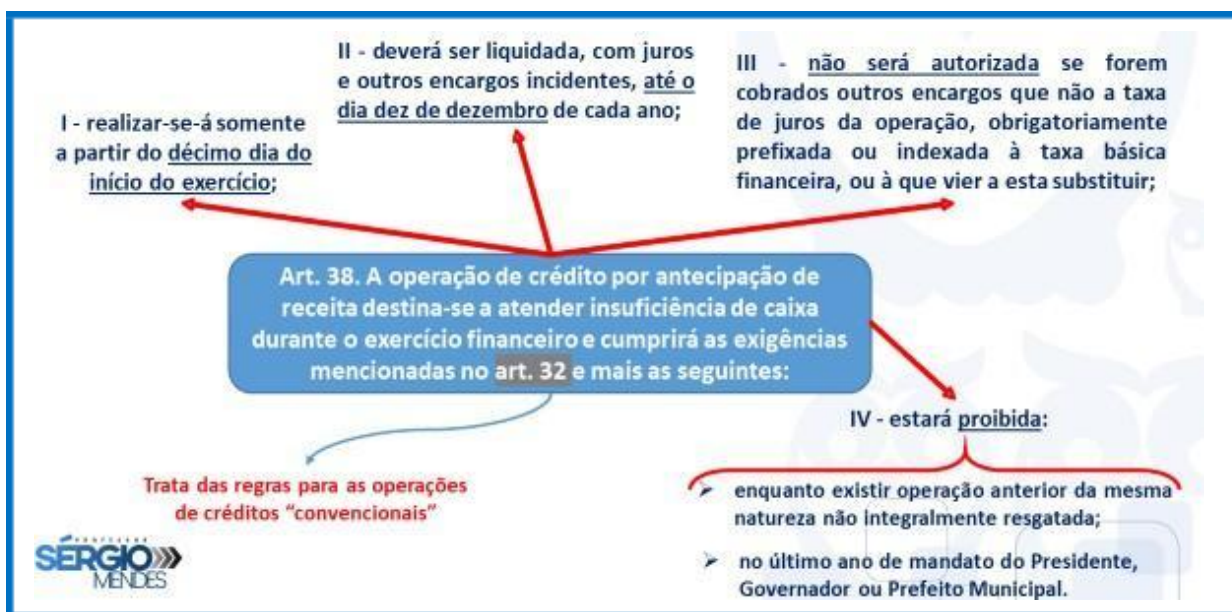 I - realizar-se-á somente
a partir do décimo dia do
início do exercício;
II - deverá ser liquidada, com juros
e outros encargos incidentes, até o
dia dez de dezembro de cada ano;
III - não será autorizada se forem
cobrados outros encargos que não a taxa
de juros da operação, obrigatoriamente
prefixada ou indexada à taxa básica
financeira, ou à que vier a esta substituir;
Art. 38. A operação de crédito por antecipação de
receita destina-se a atender insuficiência de caixa
durante o exercício financeiro e cumprirá as exigências
mencionadas no art. 32 e mais as seguintes:
Trata das regras para as operações
de créditos “convencionais”
IV - estará proibida:
➢ enquanto existir operação anterior da mesma
natureza não integralmente resgatada;
➢ no último ano de mandato do Presidente,
Governador ou Prefeito Municipal.
PROFESSOR
SÉRGIO
MENDES